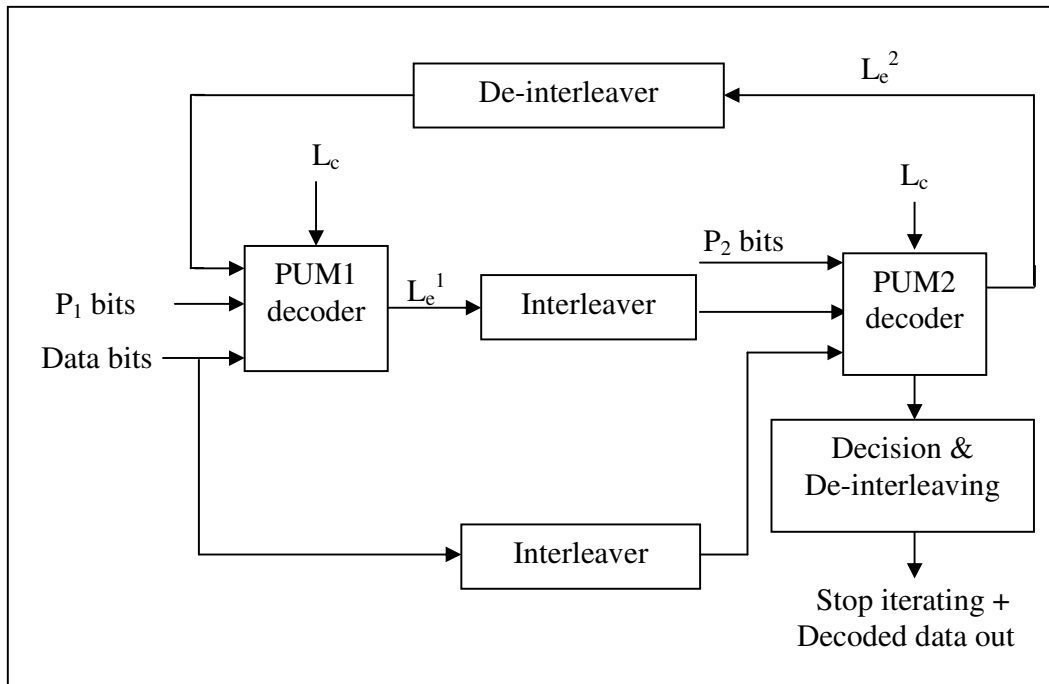 L_e^2
De-interleaver
L_c
L_c
P_2 bits
PUM1
decoder
PUM2
decoder
P_1 bits
L_e^1
Interleaver
Data bits
Decision &
De-interleaving
Interleaver
Stop iterating +
Decoded data out